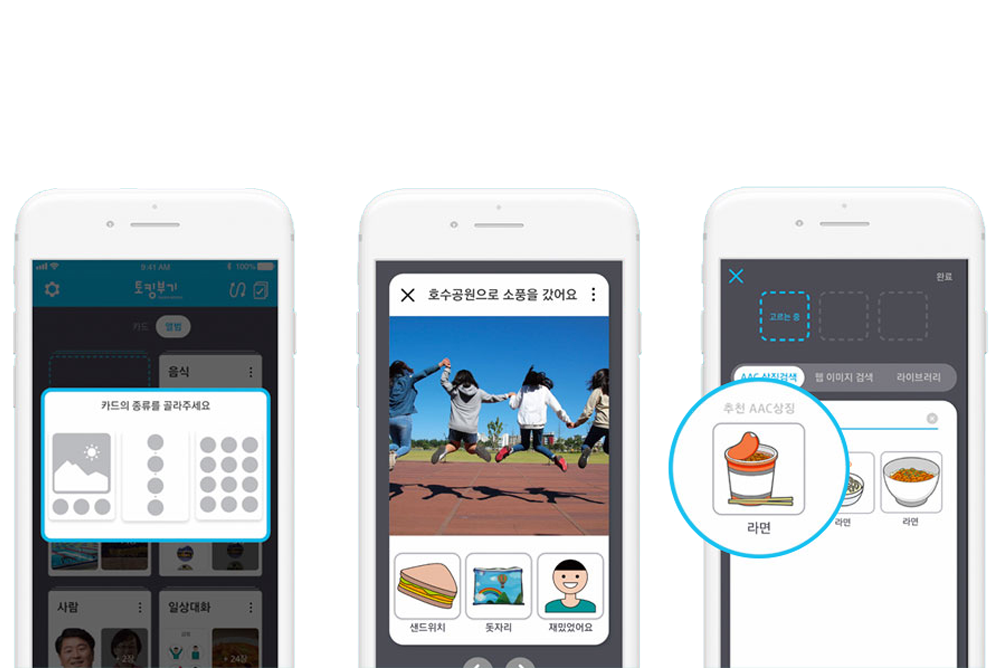 9:41 AM
100%
토킹부기
카드 앨범
음식
카드의 종류를 골라주세요
사람
일상대화
+ 2장
+ 24장
호수공원으로 소풍을 갔어요
샌드위치
돗자리
재밌었어요
완료
고르는 중
AAC 상징검색
웹 이미지 검색
라이브러리
추천 AAC상징
라면
라면
라면